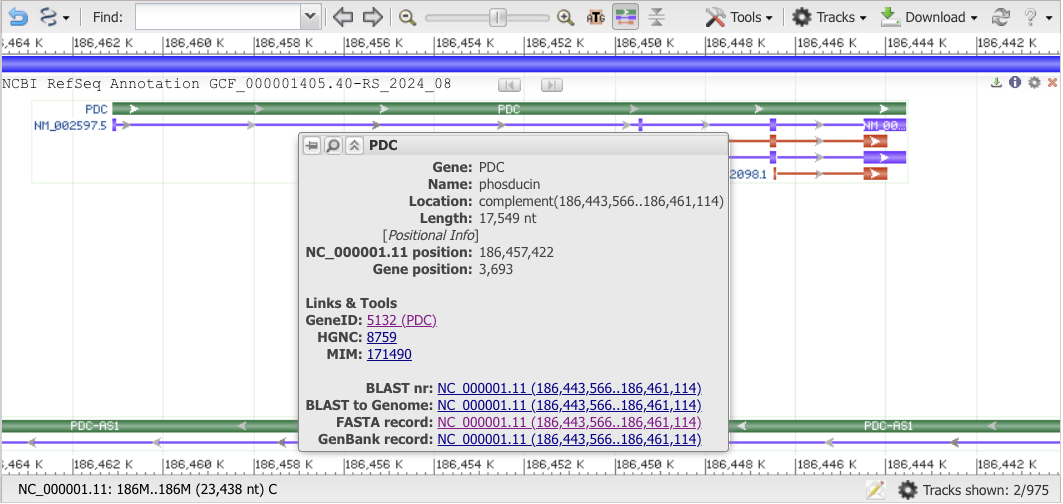 Find:
Tools
Tracks
Download
?
,464 K 186,462 K 186,460 K 186,458 K 186,456 K 186,454 K 186,452 K 186,450 K 186,448 K 186,446 K 186,444 K 186,442 K
NCBI RefSeq Annotation GCF_000001405.40-RS_2024_08
PDC PDC
NM_002597.5 NM_00...
2098.1
PDC
Gene: PDC
Name: phosducin
Location: complement(186,443,566..186,461,114)
Length: 17,549 nt
[Positional Info]
NC_000001.11 position: 186,457,422
Gene position: 3,693
Links & Tools
GeneID: 5132 (PDC)
HGNC: 8759
MIM: 171490
BLAST nr: NC_000001.11 (186,443,566..186,461,114)
BLAST to Genome: NC_000001.11 (186,443,566..186,461,114)
FASTA record: NC_000001.11 (186,443,566..186,461,114)
GenBank record: NC_000001.11 (186,443,566..186,461,114)
PDC-AS1 PDC-AS1
,464 K 186,462 K 186,460 K 186,458 K 186,456 K 186,454 K 186,452 K 186,450 K 186,448 K 186,446 K 186,444 K 186,442 K
NC_000001.11: 186M..186M (23,438 nt) C
Tracks shown: 2/975